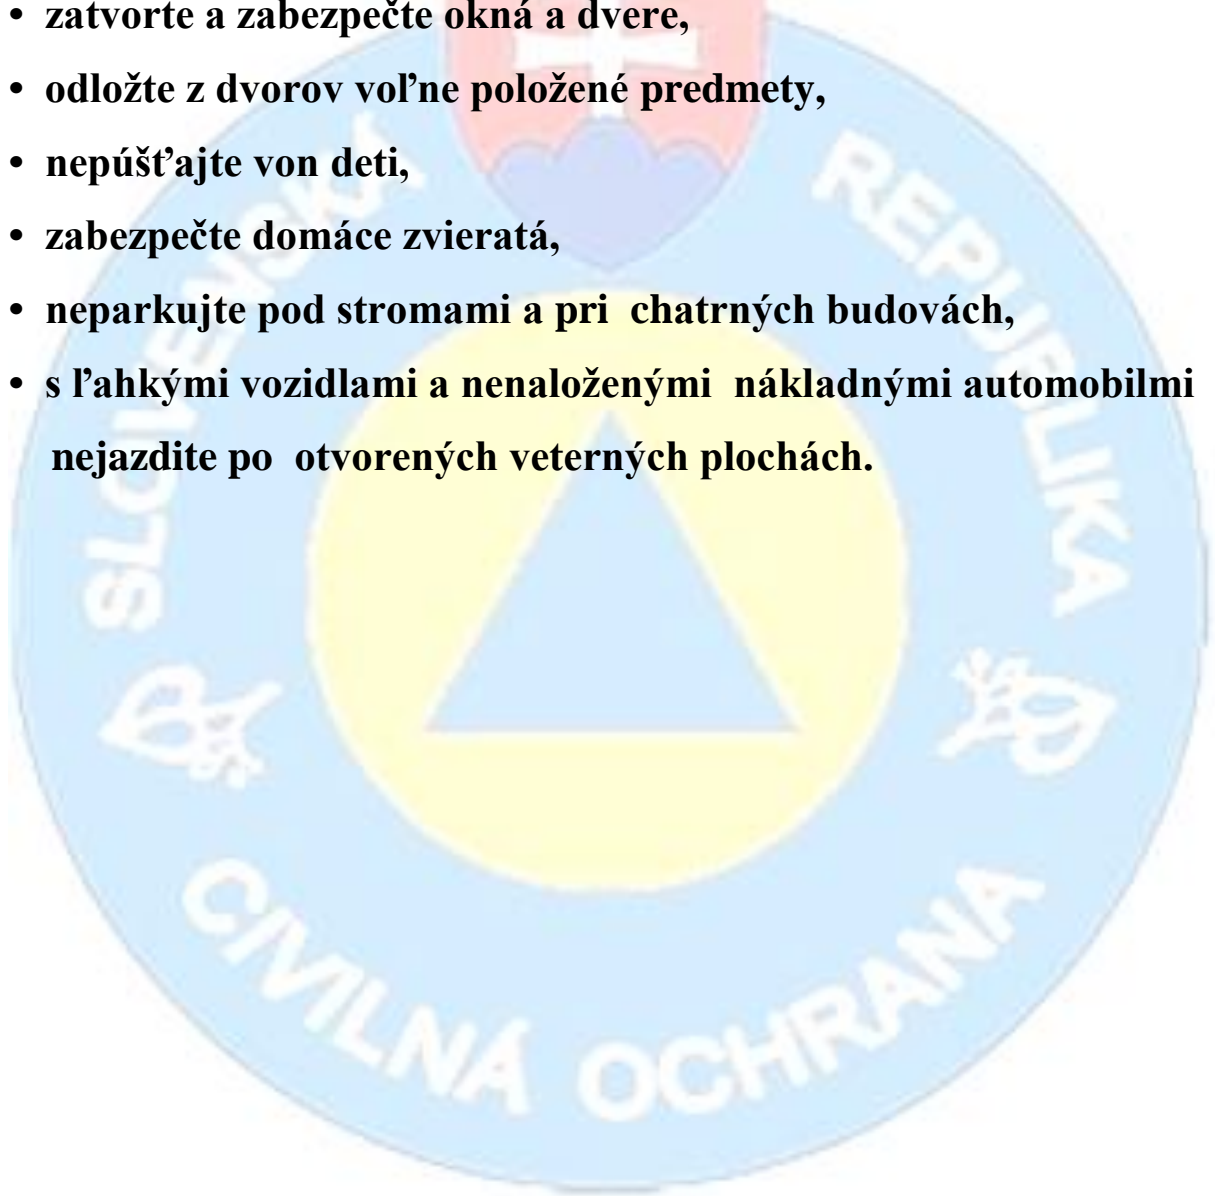 • zatvorte a zabezpečte okná a dvere,
• odložte z dvorov voľne položené predmety,
• nepúšťajte von deti,
• zabezpečte domáce zvieratá,
• neparkujte pod stromami a pri  chatrných budovách,
• s ľahkými vozidlami a nenaloženými  nákladnými automobilmi
nejazdite po  otvorených veterných plochách.
SLOVENSKÁ REPUBLIKA
CIVILNÁ OCHRANA